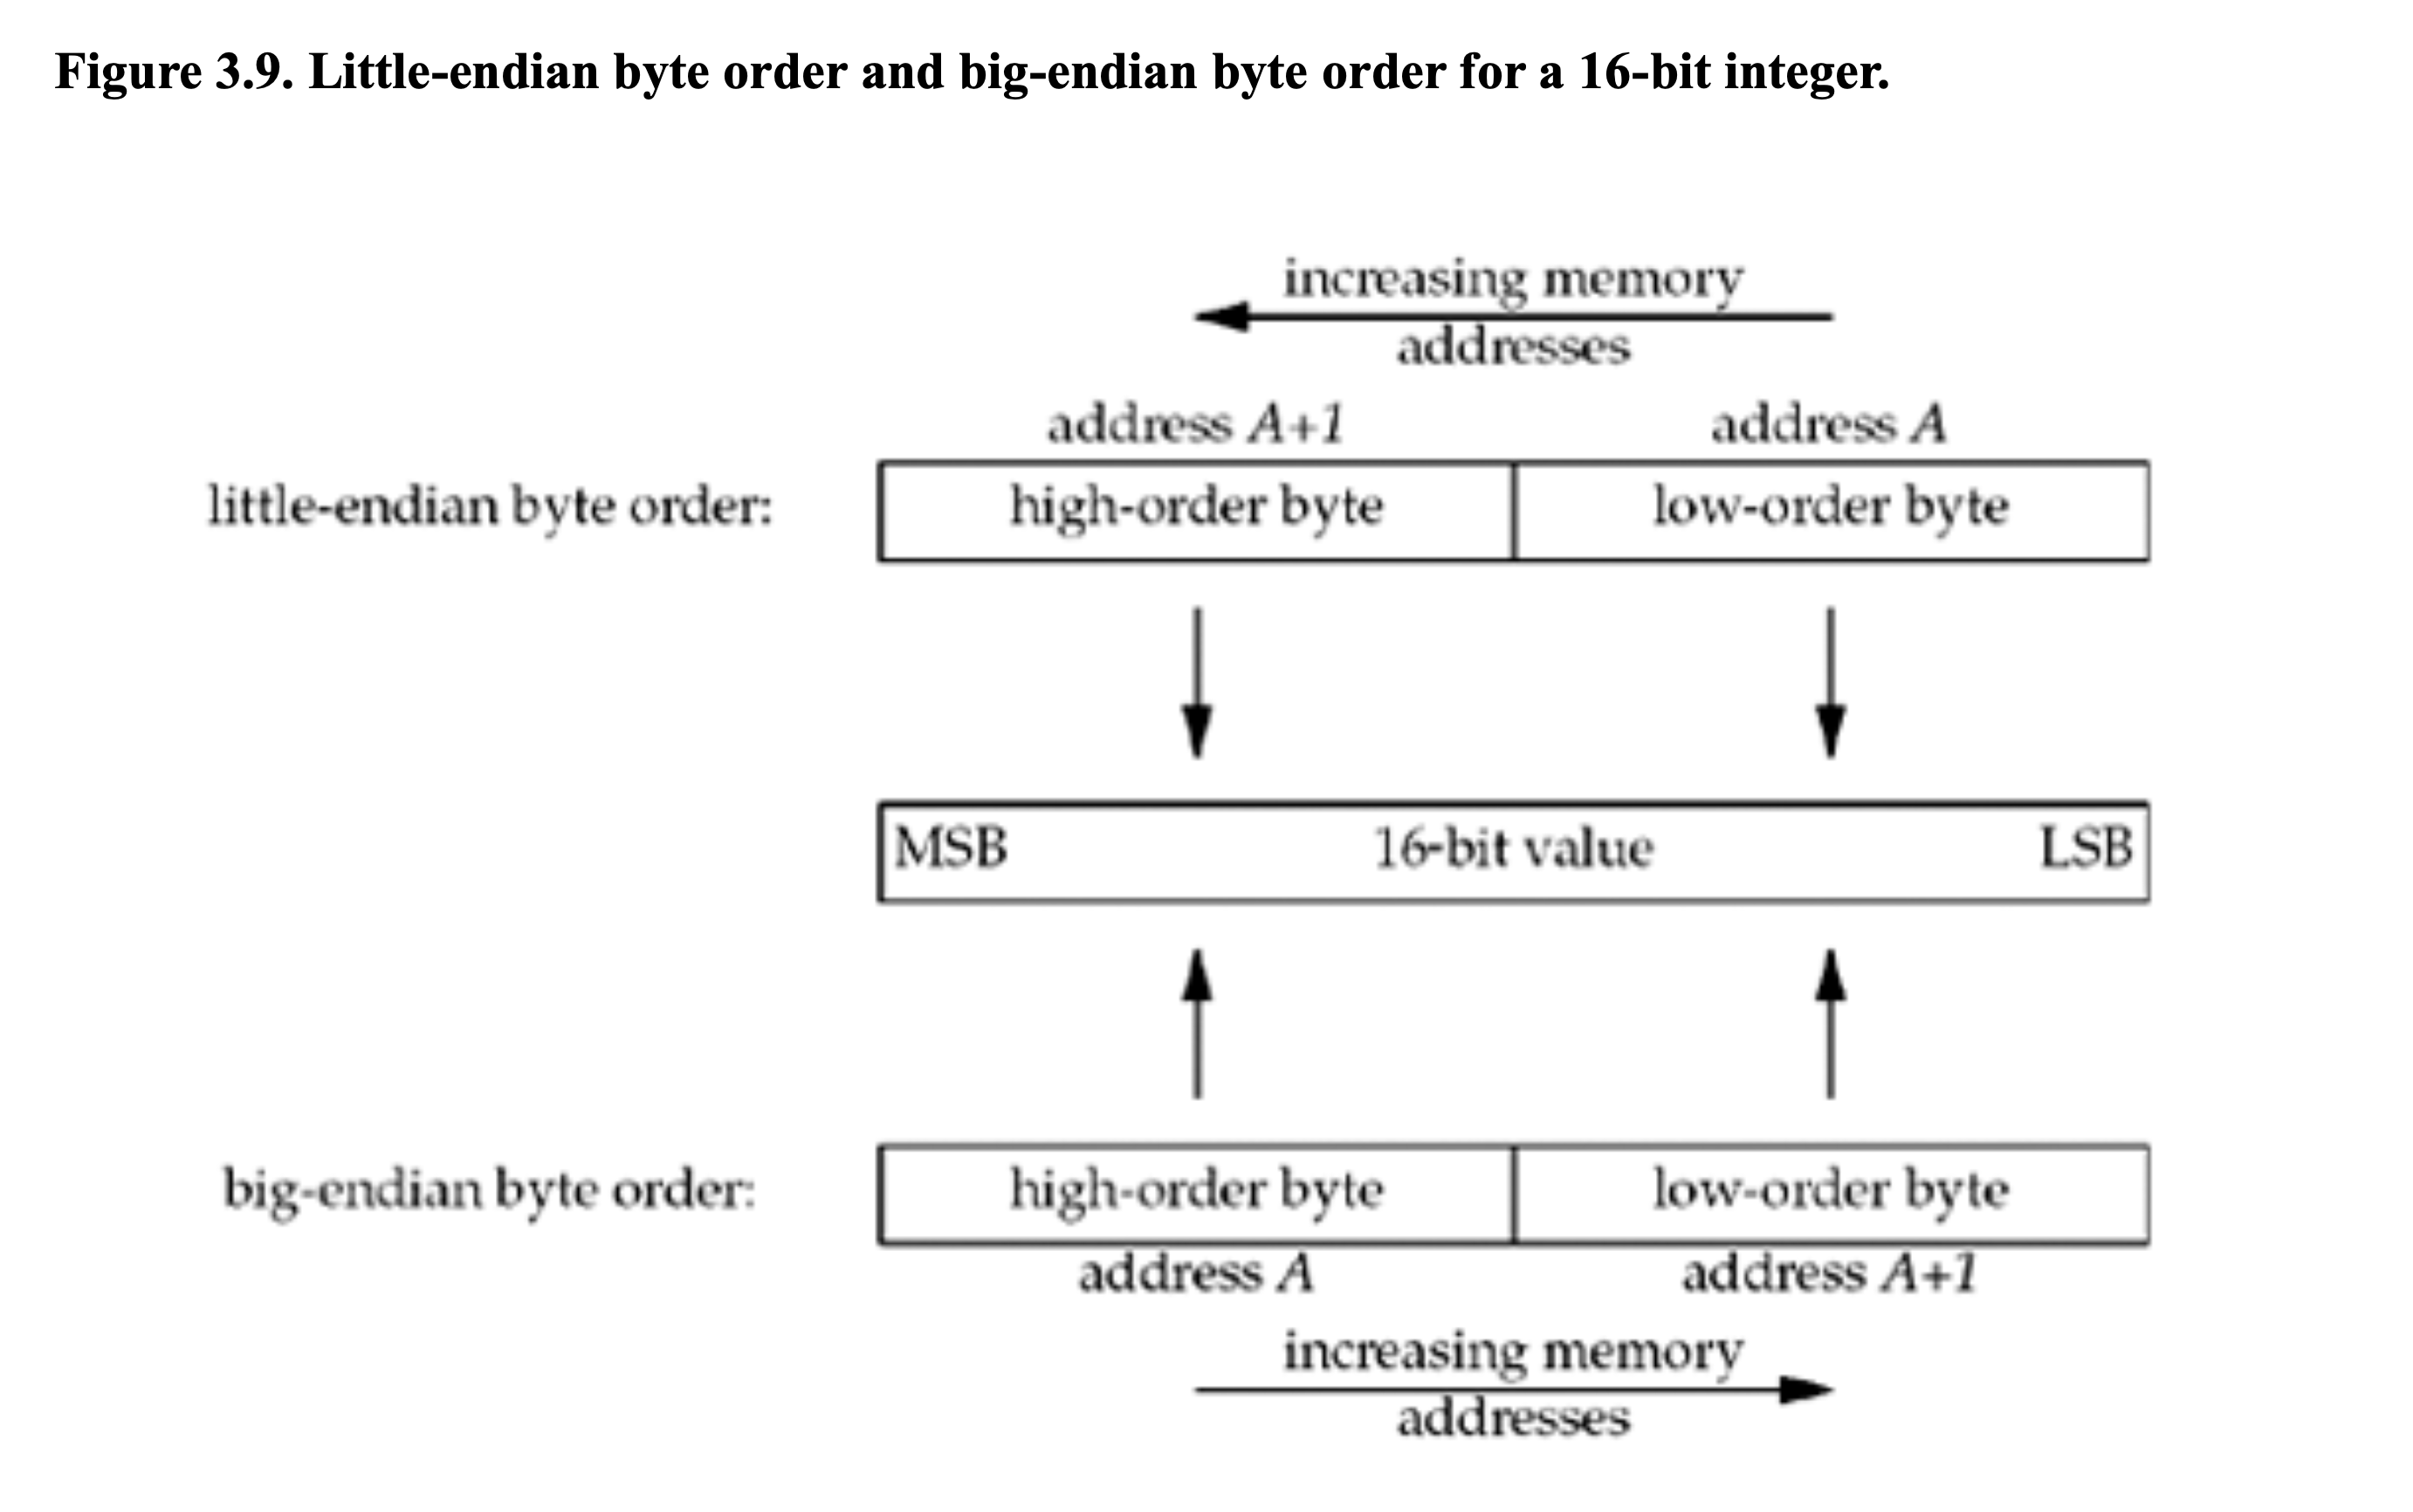 Figure 3.9. Little-endian byte order and big-endian byte order for a 16-bit integer.
increasing memory
addresses
address A+1 address A
little-endian byte order: high-order byte low-order byte
MSB 16-bit value LSB
big-endian byte order: high-order byte low-order byte
address A address A+1
increasing memory
addresses